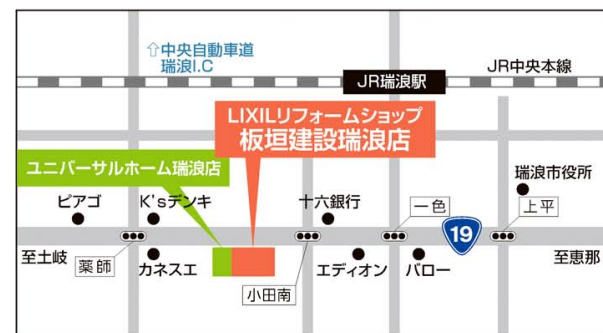 ⇧中央自動車道
瑞浪I.C
JR瑞浪駅
JR中央本線
LIXILリフォームショップ
板垣建設瑞浪店
ユニバーサルホーム瑞浪店
ピアゴ
K'sデンキ
十六銀行
一色
瑞浪市役所
上平
19
至土岐
薬師
カネスエ
小田南
エディオン
バロー
至恵那